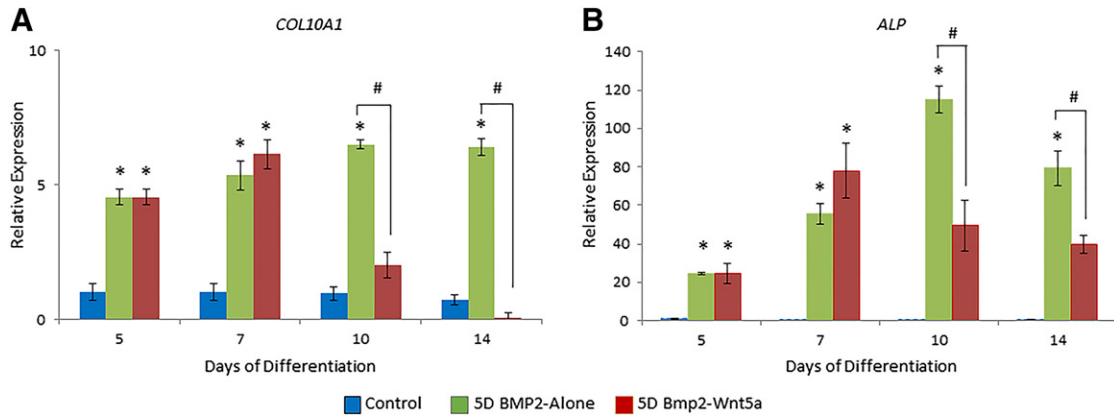 A
COL10A1
10
5
0
Relative Expression
* * * * * # * #
5 7 10 14
Days of Differentiation
B
ALP
140
120
100
80
60
40
20
0
Relative Expression
* * * * * # * #
5 7 10 14
Days of Differentiation
Control 5D BMP2-Alone 5D Bmp2-Wnt5a